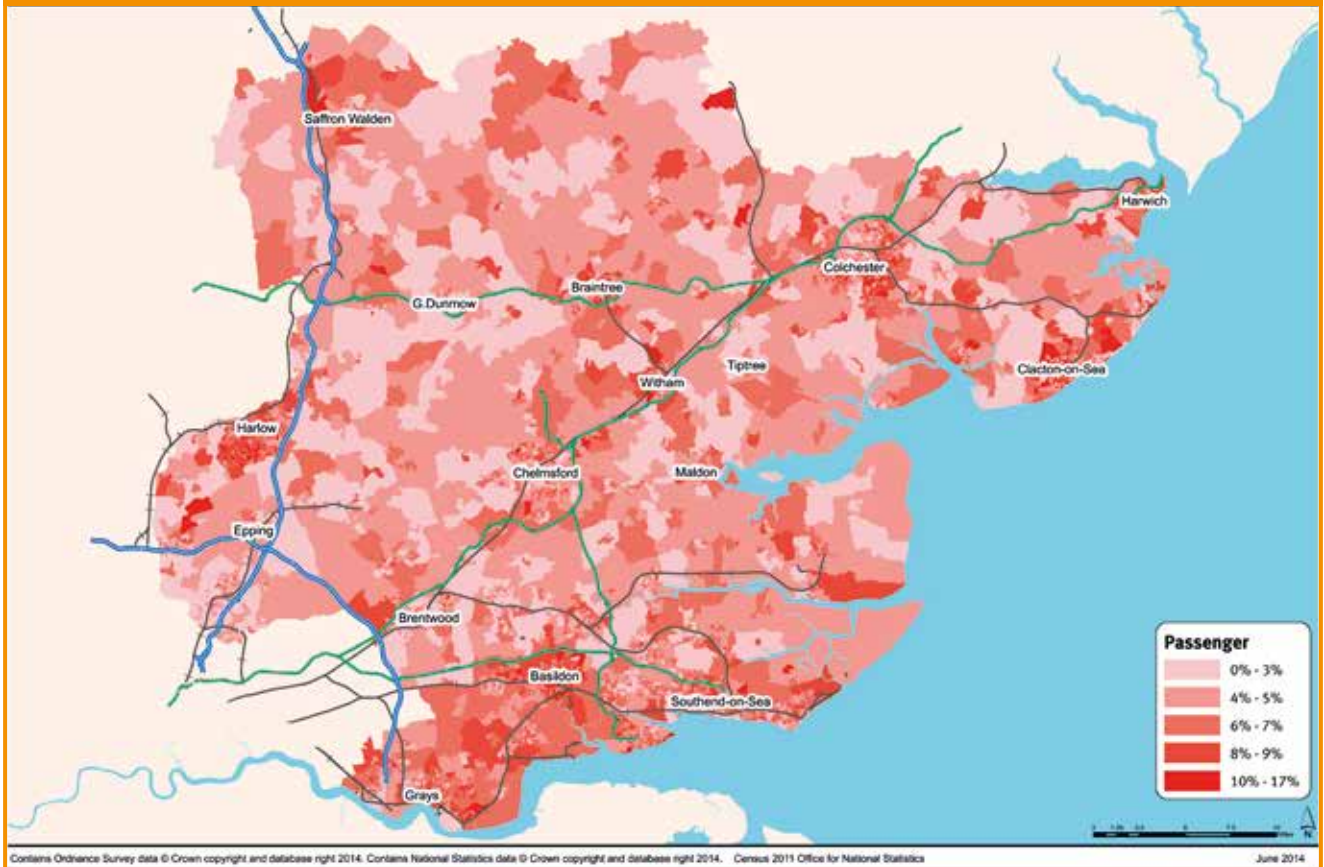 Saffron Walden
Harwich
Colchester
Braintree
G.Dunmow
Tiptree
Clacton-on-Sea
Witham
Harlow
Chelmsford
Maldon
Epping
Brentwood
Basildon
Southend-on-Sea
Grays
Passenger
0% - 3%
4% - 5%
6% - 7%
8% - 9%
10% - 17%
N
Contains Ordnance Survey data © Crown copyright and database right 2014. Contains National Statistics data © Crown copyright and database right 2014. Census 2011 Office for National Statistics
June 2014